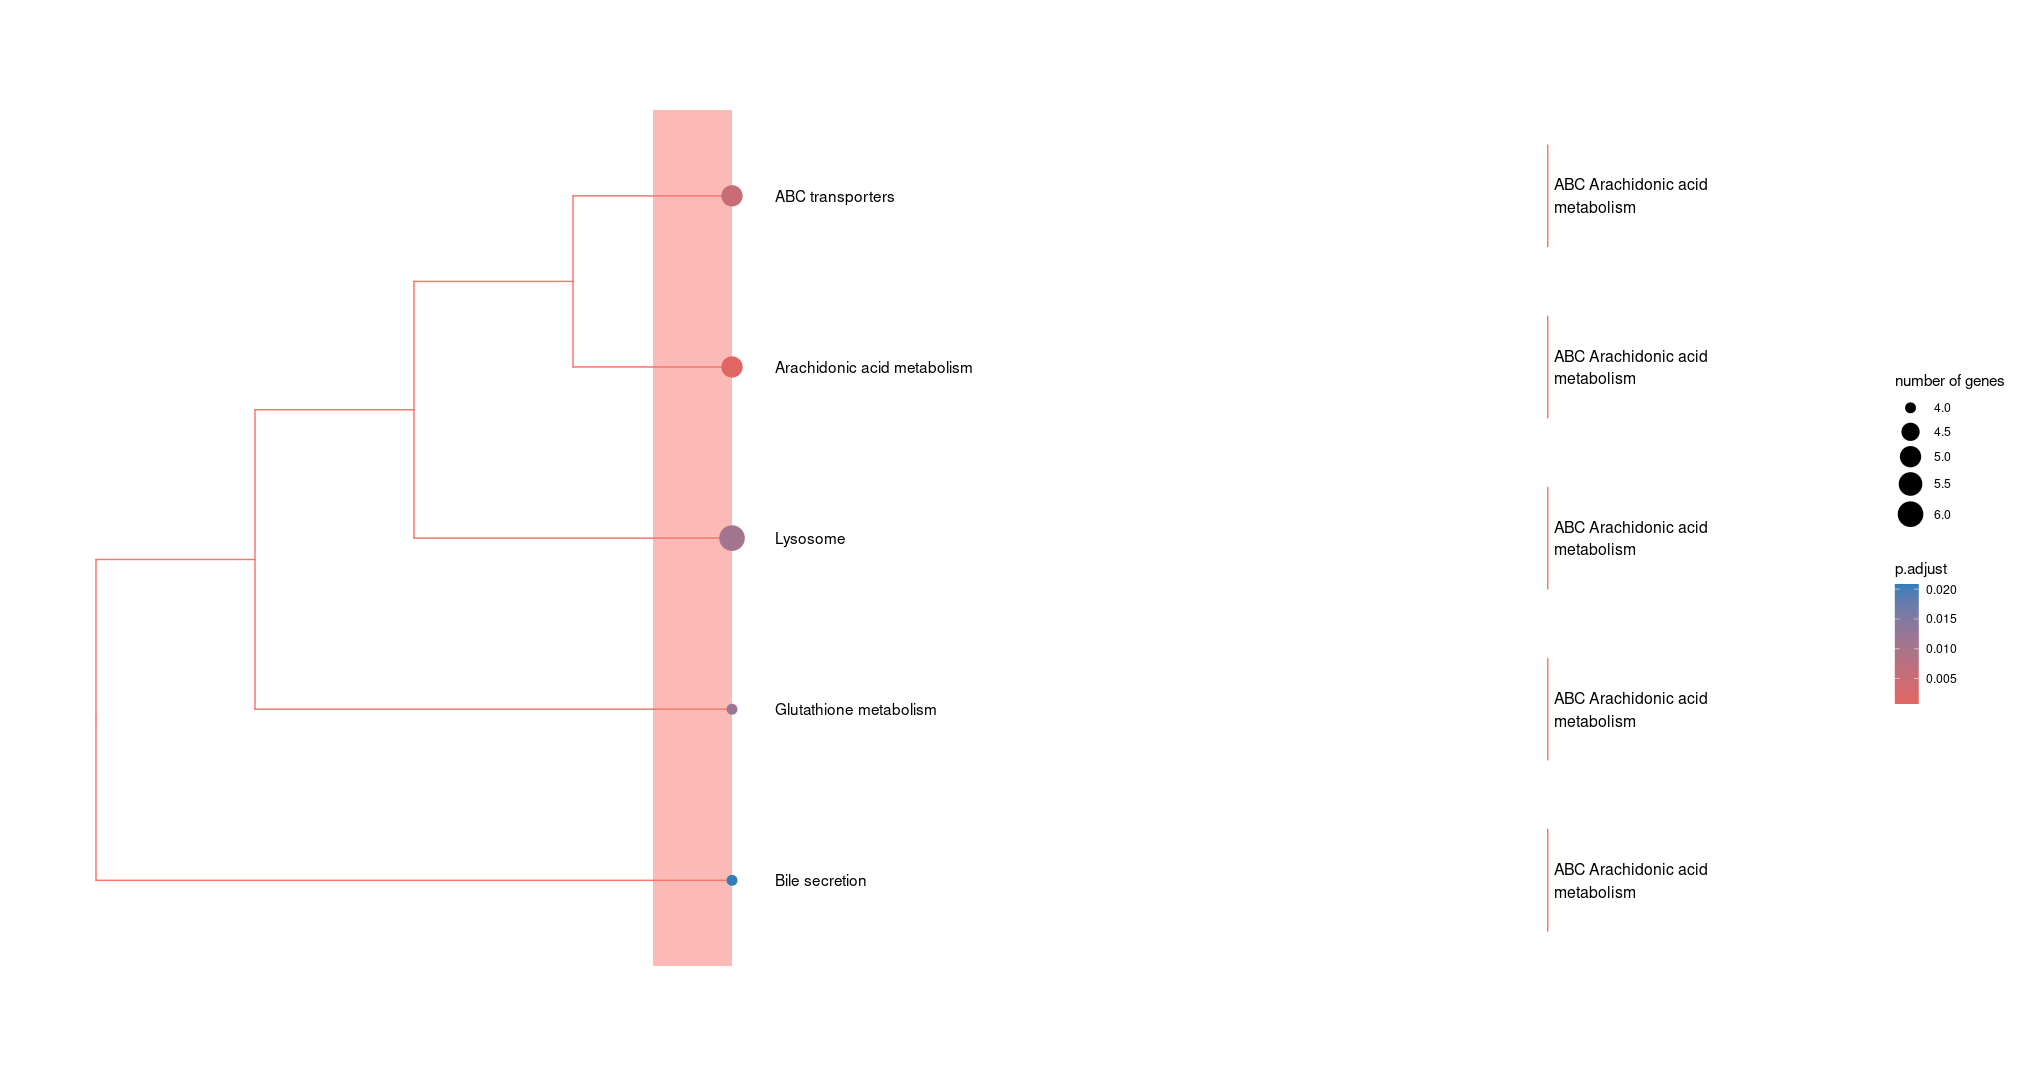 ABC transporters
ABC Arachidonic acid
metabolism
Arachidonic acid metabolism
ABC Arachidonic acid
metabolism
Lysosome
ABC Arachidonic acid
metabolism
Glutathione metabolism
ABC Arachidonic acid
metabolism
Bile secretion
ABC Arachidonic acid
metabolism
number of genes
4.0
4.5
5.0
5.5
6.0
p.adjust
0.020
0.015
0.010
0.005